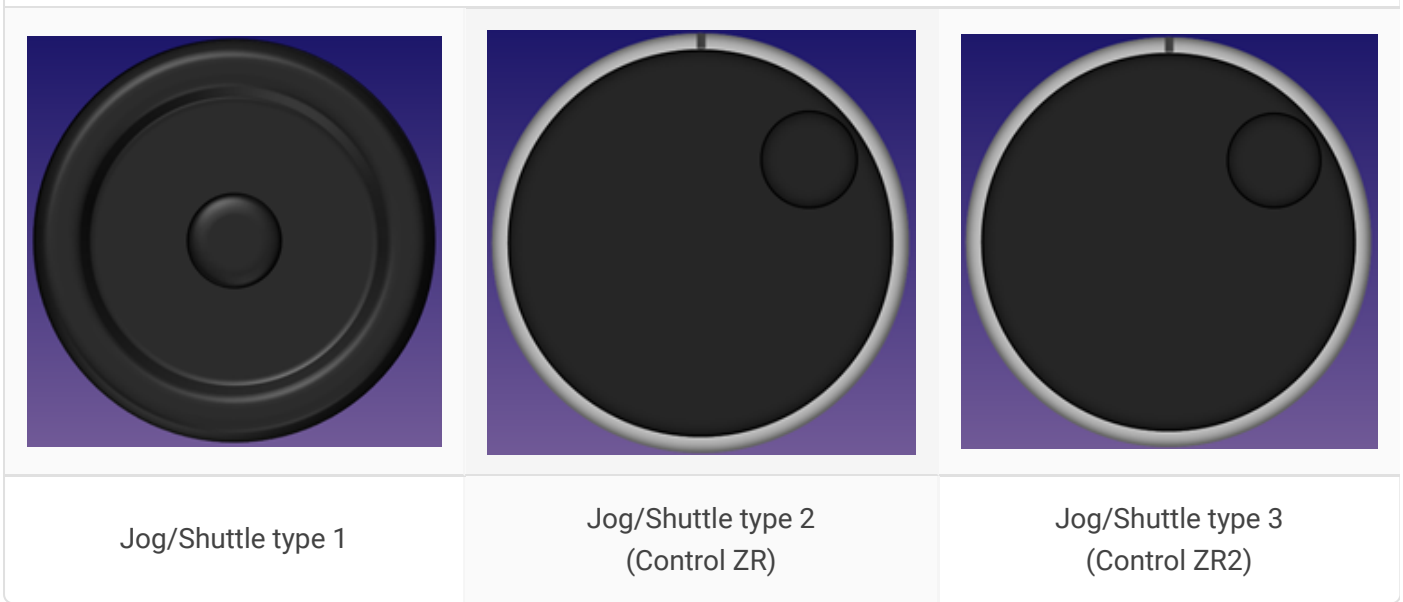 Jog/Shuttle type 1
Jog/Shuttle type 2
(Control ZR)
Jog/Shuttle type 3
(Control ZR2)